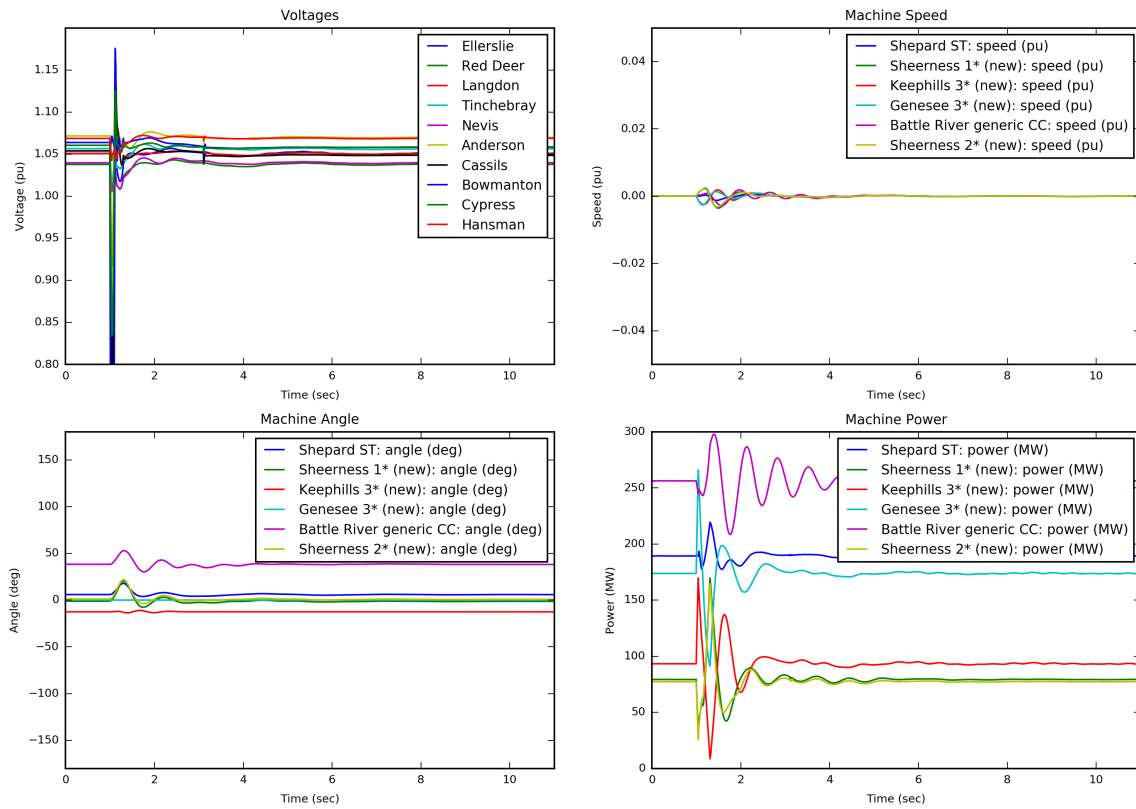 Voltages
1.15
1.10
1.05
1.00
0.95
0.90
0.85
0.80
Voltage (pu)
0
2
4
6
8
10
Time (sec)
Ellerslie
Red Deer
Langdon
Tinchebray
Nevis
Anderson
Cassils
Bowmanton
Cypress
Hansman
Machine Speed
0.04
0.02
0.00
−0.02
−0.04
Speed (pu)
0
2
4
6
8
10
Time (sec)
Shepard ST: speed (pu)
Sheerness 1* (new): speed (pu)
Keephills 3* (new): speed (pu)
Genesee 3* (new): speed (pu)
Battle River generic CC: speed (pu)
Sheerness 2* (new): speed (pu)
Machine Angle
150
100
50
0
−50
−100
−150
Angle (deg)
0
2
4
6
8
10
Time (sec)
Shepard ST: angle (deg)
Sheerness 1* (new): angle (deg)
Keephills 3* (new): angle (deg)
Genesee 3* (new): angle (deg)
Battle River generic CC: angle (deg)
Sheerness 2* (new): angle (deg)
Machine Power
300
250
200
150
100
50
0
Power (MW)
0
2
4
6
8
10
Time (sec)
Shepard ST: power (MW)
Sheerness 1* (new): power (MW)
Keephills 3* (new): power (MW)
Genesee 3* (new): power (MW)
Battle River generic CC: power (MW)
Sheerness 2* (new): power (MW)